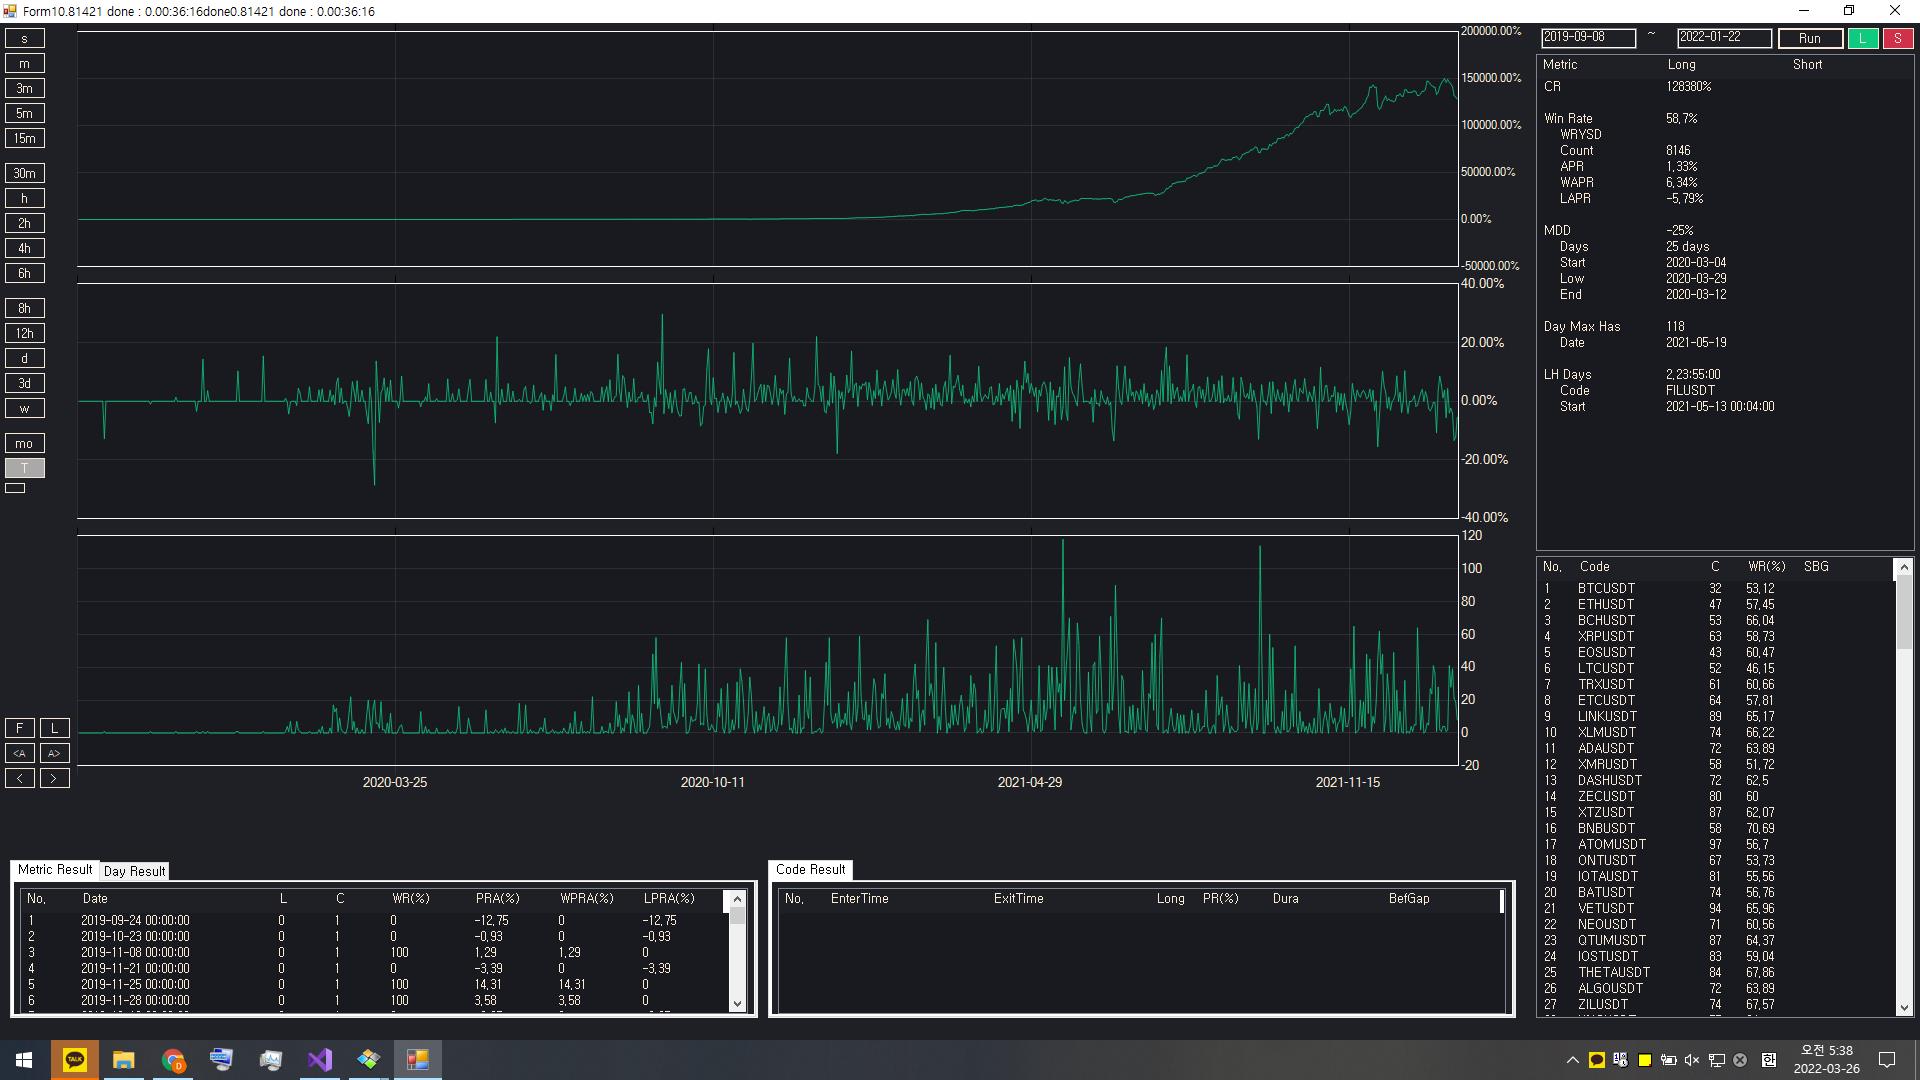 Form10.81421 done : 0.00:36:16done0.81421 done : 0.00:36:16
s
m
3m
5m
15m
30m
h
2h
4h
6h
8h
12h
d
3d
w
mo
T
F L
<A A>
< >
200000.00%
150000.00%
100000.00%
50000.00%
0.00%
-50000.00%
40.00%
20.00%
0.00%
-20.00%
-40.00%
120
100
80
60
40
20
0
-20
2020-03-25 2020-10-11 2021-04-29 2021-11-15
2019-09-08 ~ 2022-01-22 Run L S
Metric Long Short
CR 128380%
Win Rate 58,7%
WRYSD
Count 8146
APR 1,33%
WAPR 6,34%
LAPR -5,79%
MDD -25%
Days 25 days
Start 2020-03-04
Low 2020-03-29
End 2020-03-12
Day Max Has 118
Date 2021-05-19
LH Days 2,23:55:00
Code FILUSDT
Start 2021-05-13 00:04:00
No, Code C WR(%) SBG
1 BTCUSDT 32 53,12
2 ETHUSDT 47 57,45
3 BCHUSDT 53 66,04
4 XRPUSDT 63 58,73
5 EOSUSDT 43 60,47
6 LTCUSDT 52 46,15
7 TRXUSDT 61 60,66
8 ETCUSDT 64 57,81
9 LINKUSDT 89 65,17
10 XLMUSDT 74 66,22
11 ADAUSDT 72 63,89
12 XMRUSDT 58 51,72
13 DASHUSDT 72 62,5
14 ZECUSDT 80 60
15 XTZUSDT 87 62,07
16 BNBUSDT 58 70,69
17 ATOMUSDT 97 56,7
18 ONTUSDT 67 53,73
19 IOTAUSDT 81 55,56
20 BATUSDT 74 56,76
21 VETUSDT 94 65,96
22 NEOUSDT 71 60,56
23 QTUMUSDT 87 64,37
24 IOSTUSDT 83 59,04
25 THETAUSDT 84 67,86
26 ALGOUSDT 72 63,89
27 ZILUSDT 74 67,57
Metric Result Day Result
No, Date L C WR(%) PRA(%) WPRA(%) LPRA(%)
1 2019-09-24 00:00:00 0 1 0 -12,75 0 -12,75
2 2019-10-23 00:00:00 0 1 0 -0,93 0 -0,93
3 2019-11-08 00:00:00 0 1 100 1,29 1,29 0
4 2019-11-21 00:00:00 0 1 0 -3,39 0 -3,39
5 2019-11-25 00:00:00 0 1 100 14,31 14,31 0
6 2019-11-28 00:00:00 0 1 100 3,58 3,58 0
Code Result
No, EnterTime ExitTime Long PR(%) Dura BefGap
TALK
오전 5:38
2022-03-26